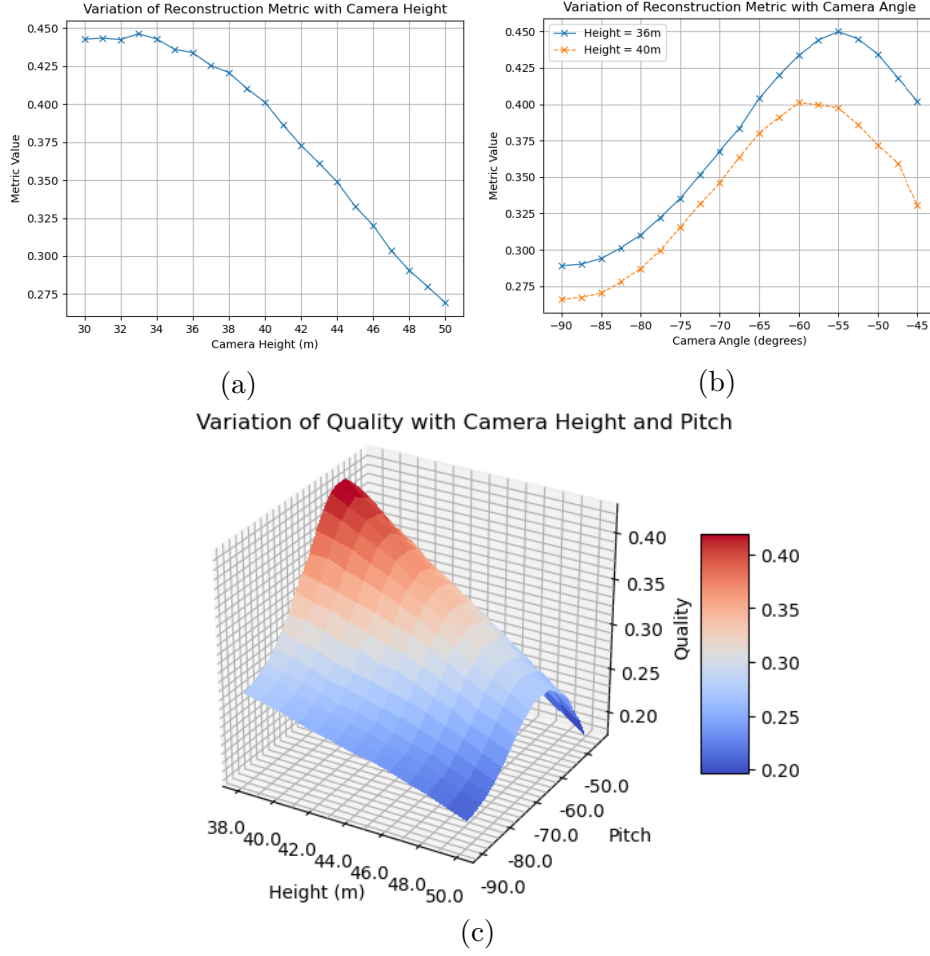 Variation of Reconstruction Metric with Camera Height
0.450
0.425
0.400
0.375
0.350
0.325
0.300
0.275
Metric Value
30 32 34 36 38 40 42 44 46 48 50
Camera Height (m)
(a)
Variation of Reconstruction Metric with Camera Angle
Height = 36m
Height = 40m
0.450
0.425
0.400
0.375
0.350
0.325
0.300
0.275
Metric Value
−90 −85 −80 −75 −70 −65 −60 −55 −50 −45
Camera Angle (degrees)
(b)
Variation of Quality with Camera Height and Pitch
0.40
0.35
0.30
0.25
0.20
Quality
0.40
0.35
0.30
0.25
0.20
-50.0
-60.0
-70.0
-80.0
-90.0
Pitch
38.0 40.0 42.0 44.0 46.0 48.0 50.0
Height (m)
(c)